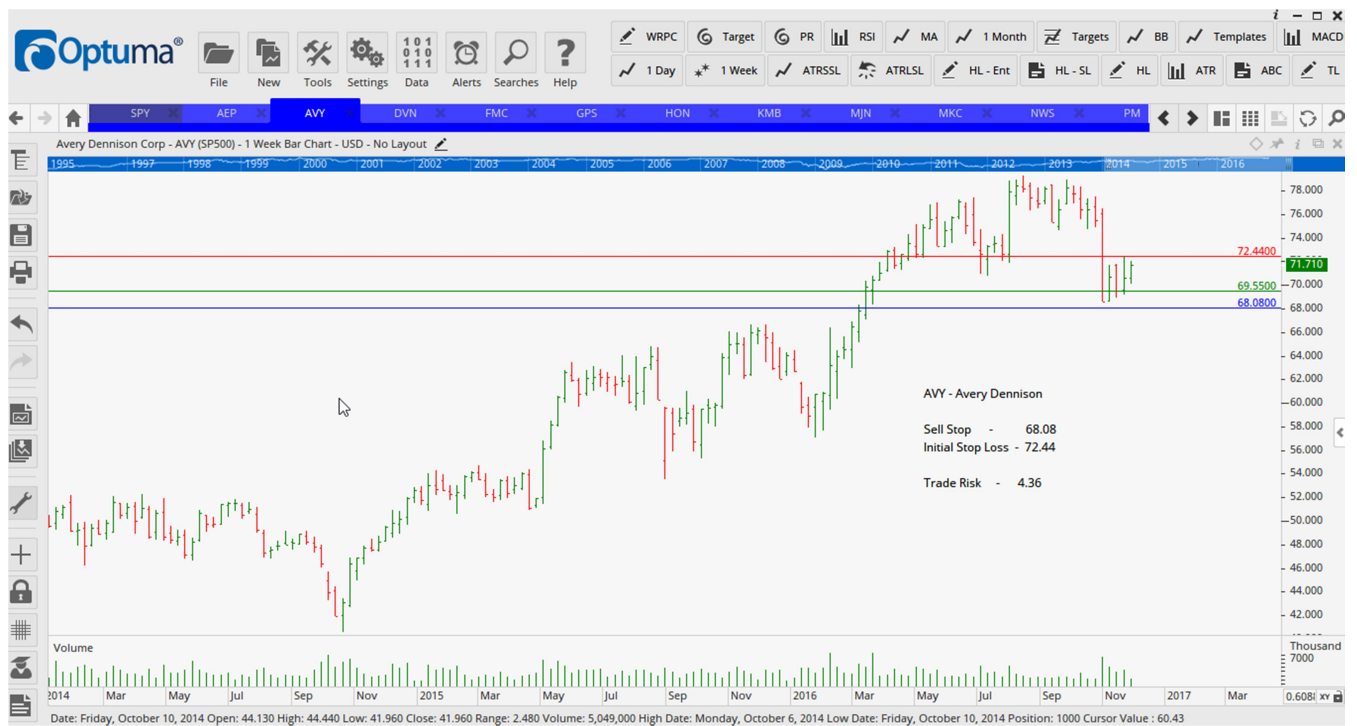 Optuma®
File
New
Tools
Settings
101
010
111
Data
Alerts
Searches
?
Help
WRPC
Target
PR
RSI
MA
1 Month
Targets
BB
Templates
MACD
1 Day
1 Week
ATRSSL
ATRLSL
HL - Ent
HL - SL
HL
ATR
ABC
TL
SPY
AEP
AVY
DVN
FMC
GPS
HON
KMB
MJN
MKC
NWS
PM
Avery Dennison Corp - AVY (SP500) - 1 Week Bar Chart - USD - No Layout
1995 1997 1998 1999 2000 2001 2002 2003 2004 2005 2006 2007 2008 2009 2010 2011 2012 2013 2014 2015 2016
78.000
76.000
74.000
72.4400
71.710
70.000
69.5500
68.0800
68.000
66.000
64.000
62.000
60.000
58.000
56.000
54.000
52.000
50.000
48.000
46.000
44.000
42.000
AVY - Avery Dennison
Sell Stop - 68.08
Initial Stop Loss - 72.44
Trade Risk - 4.36
Volume
Thousand
7000
2014 Mar May Jul Sep Nov 2015 Mar May Jul Sep Nov 2016 Mar May Jul Sep Nov 2017 Mar
XY
Date: Friday, October 10, 2014 Open: 44.130 High: 44.440 Low: 41.960 Close: 41.960 Range: 2.480 Volume: 5,049,000 High Date: Monday, October 6, 2014 Low Date: Friday, October 10, 2014 Position: 1000 Cursor Value : 60.43